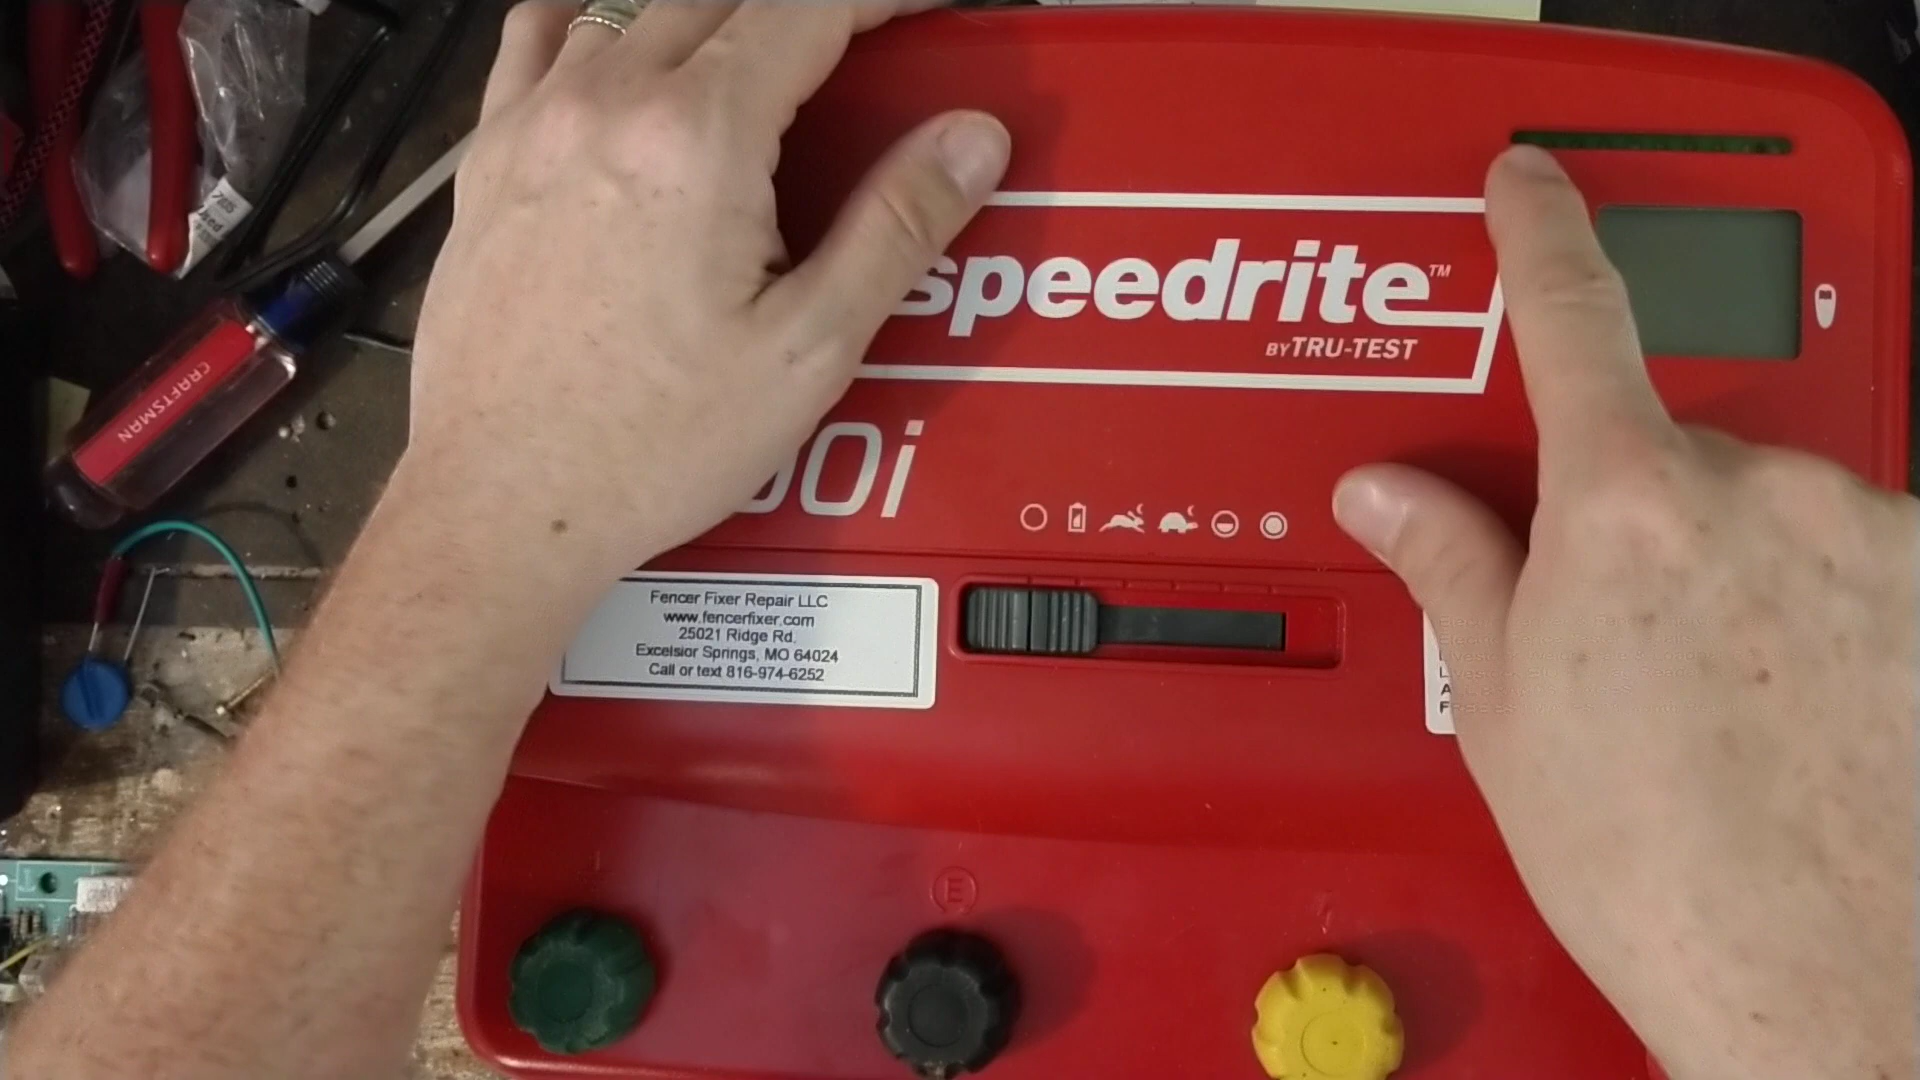 speedrite™
BY TRU-TEST
0i
Fencer Fixer Repair LLC
www.fencerfixer.com
25021 Ridge Rd.
Excelsior Springs, MO 64024
Call or text 816-974-6252
E
CRAFTSMAN